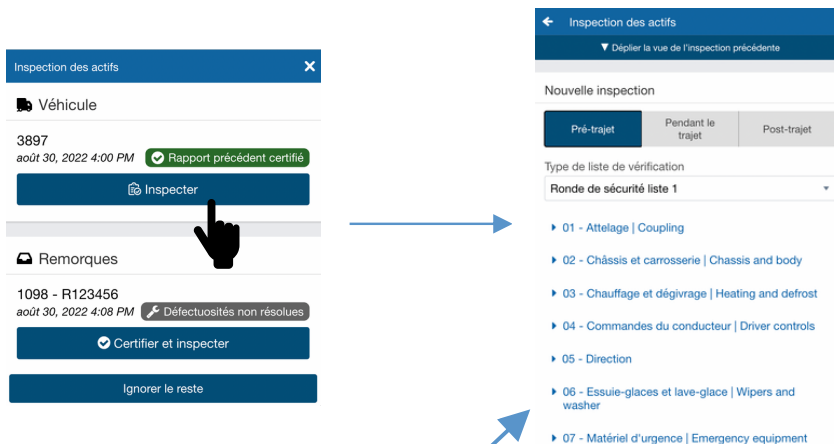 Inspection des actifs
Véhicule
3897
août 30, 2022 4:00 PM Rapport précédent certifié
Inspecter
Remorques
1098 - R123456
août 30, 2022 4:08 PM Défectuosités non résolues
Certifier et inspecter
Ignorer le reste
Inspection des actifs
▼ Déplier la vue de l'inspection précédente
Nouvelle inspection
Pré-trajet
Pendant le
trajet
Post-trajet
Type de liste de vérification
Ronde de sécurité liste 1
01 - Attelage | Coupling
02 - Châssis et carrosserie | Chassis and body
03 - Chauffage et dégivrage | Heating and defrost
04 - Commandes du conducteur | Driver controls
05 - Direction
06 - Essuie-glaces et lave-glace | Wipers and
washer
07 - Matériel d'urgence | Emergency equipment